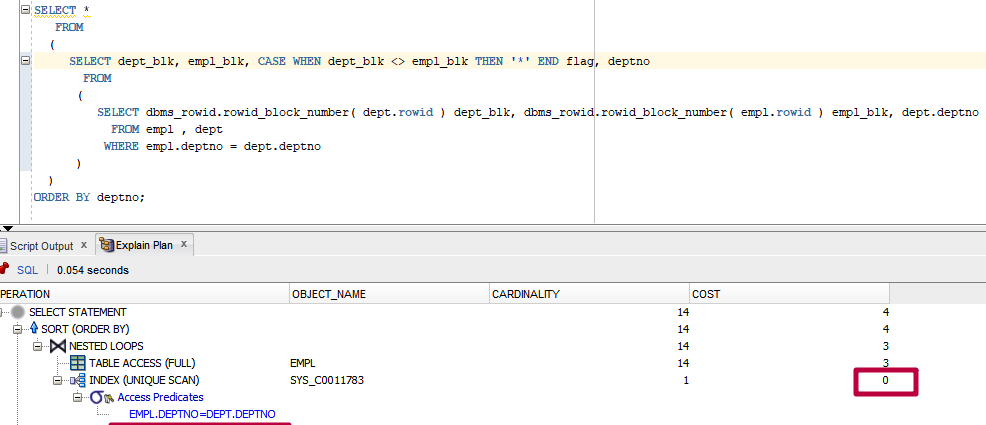 SELECT *
FROM
(
SELECT dept_blk, empl_blk, CASE WHEN dept_blk <> empl_blk THEN '*' END flag, deptno
FROM
(
SELECT dbms_rowid.rowid_block_number( dept.rowid ) dept_blk, dbms_rowid.rowid_block_number( empl.rowid ) empl_blk, dept.deptno
FROM empl , dept
WHERE empl.deptno = dept.deptno
)
)
ORDER BY deptno;
Script Output x Explain Plan x
SQL | 0.054 seconds
PERATION OBJECT_NAME CARDINALITY COST
SELECT STATEMENT 14 4
SORT (ORDER BY) 14 4
NESTED LOOPS 14 3
TABLE ACCESS (FULL) EMPL 14 3
INDEX (UNIQUE SCAN) SYS_C0011783 1 0
Access Predicates
EMPL.DEPTNO=DEPT.DEPTNO